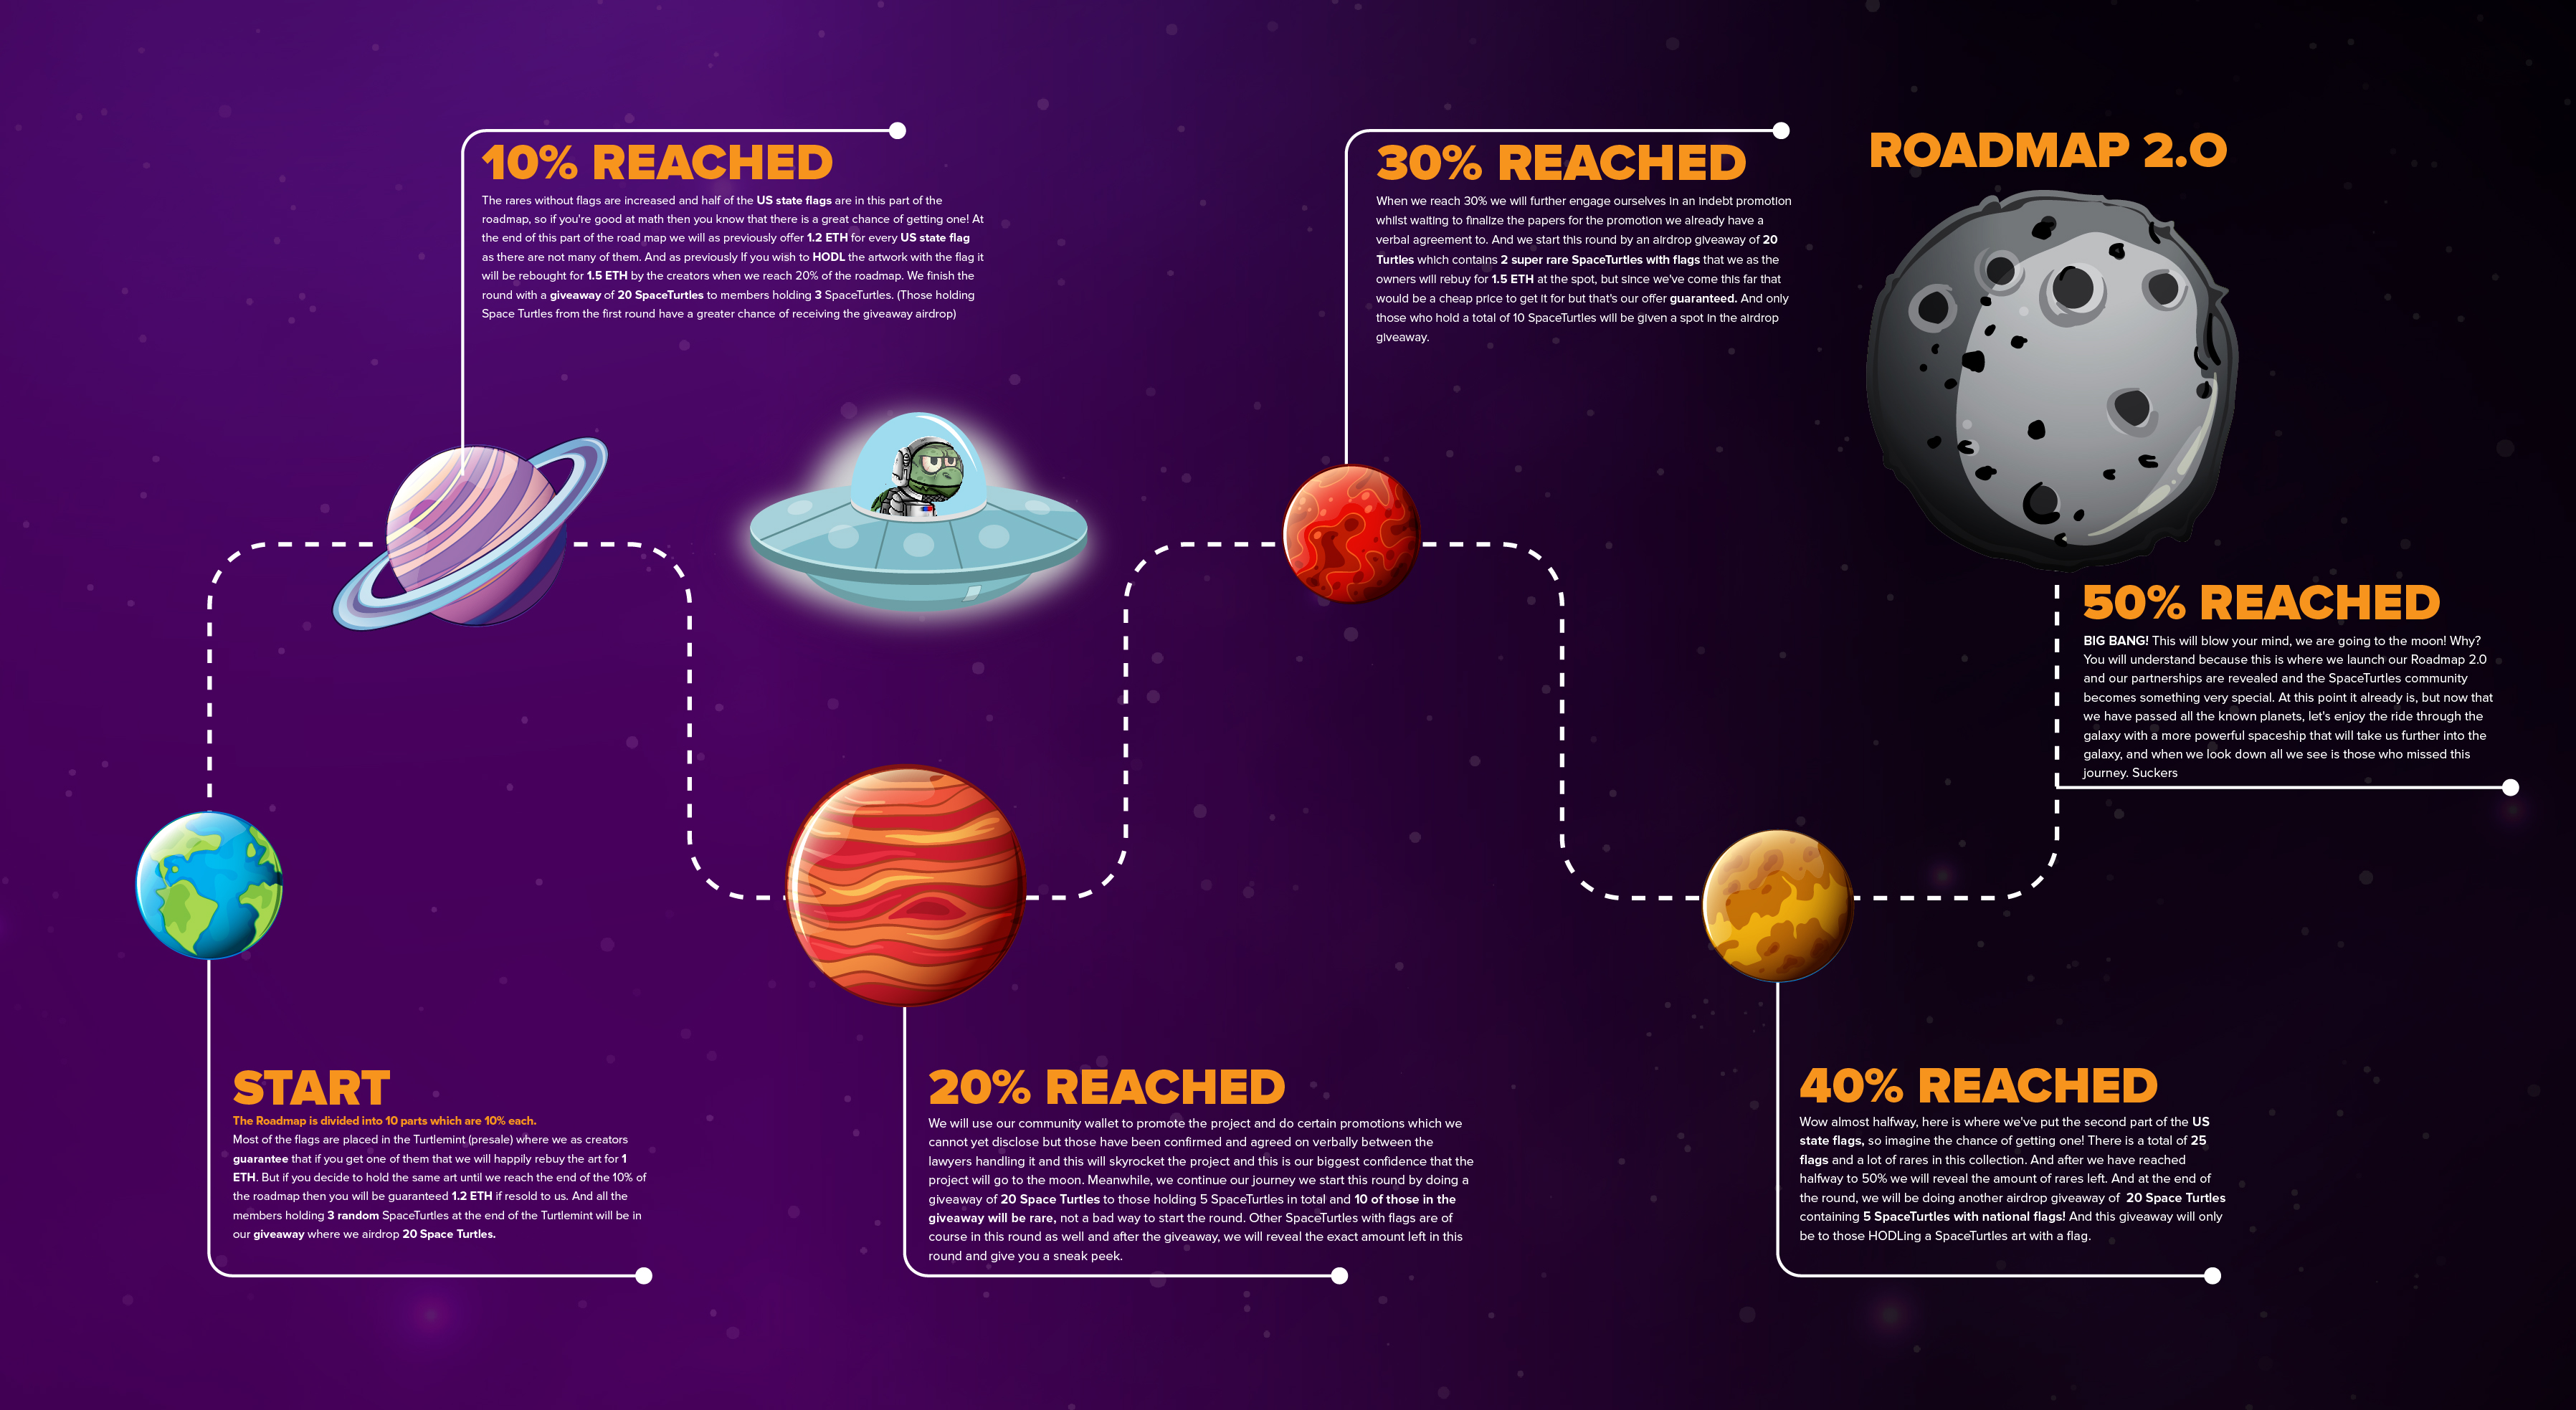 10% REACHED
The rares without flags are increased and half of the US state flags are in this part of the
roadmap, so if you're good at math then you know that there is a great chance of getting one! At
the end of this part of the road map we will as previously offer 1.2 ETH for every US state flag
as there are not many of them. And as previously If you wish to HODL the artwork with the flag it
will be rebought for 1.5 ETH by the creators when we reach 20% of the roadmap. We finish the
round with a giveaway of 20 SpaceTurtles to members holding 3 SpaceTurtles. (Those holding
Space Turtles from the first round have a greater chance of receiving the giveaway airdrop)
30% REACHED
When we reach 30% we will further engage ourselves in an indebt promotion
whilst waiting to finalize the papers for the promotion we already have a
verbal agreement to. And we start this round by an airdrop giveaway of 20
Turtles which contains 2 super rare SpaceTurtles with flags that we as the
owners will rebuy for 1.5 ETH at the spot, but since we've come this far that
would be a cheap price to get it for but that's our offer guaranteed. And only
those who hold a total of 10 SpaceTurtles will be given a spot in the airdrop
giveaway.
ROADMAP 2.0
50% REACHED
BIG BANG! This will blow your mind, we are going to the moon! Why?
You will understand because this is where we launch our Roadmap 2.0
and our partnerships are revealed and the SpaceTurtles community
becomes something very special. At this point it already is, but now that
we have passed all the known planets, let's enjoy the ride through the
galaxy with a more powerful spaceship that will take us further into the
galaxy, and when we look down all we see is those who missed this
journey. Suckers
START
The Roadmap is divided into 10 parts which are 10% each.
Most of the flags are placed in the Turtlemint (presale) where we as creators
guarantee that if you get one of them that we will happily rebuy the art for 1
ETH. But if you decide to hold the same art until we reach the end of the 10% of
the roadmap then you will be guaranteed 1.2 ETH if resold to us. And all the
members holding 3 random SpaceTurtles at the end of the Turtlemint will be in
our giveaway where we airdrop 20 Space Turtles.
20% REACHED
We will use our community wallet to promote the project and do certain promotions which we
cannot yet disclose but those have been confirmed and agreed on verbally between the
lawyers handling it and this will skyrocket the project and this is our biggest confidence that the
project will go to the moon. Meanwhile, we continue our journey we start this round by doing a
giveaway of 20 Space Turtles to those holding 5 SpaceTurtles in total and 10 of those in the
giveaway will be rare, not a bad way to start the round. Other SpaceTurtles with flags are of
course in this round as well and after the giveaway, we will reveal the exact amount left in this
round and give you a sneak peek.
40% REACHED
Wow almost halfway, here is where we've put the second part of the US
state flags, so imagine the chance of getting one! There is a total of 25
flags and a lot of rares in this collection. And after we have reached
halfway to 50% we will reveal the amount of rares left. And at the end of
the round, we will be doing another airdrop giveaway of 20 Space Turtles
containing 5 SpaceTurtles with national flags! And this giveaway will only
be to those HODLing a SpaceTurtles art with a flag.